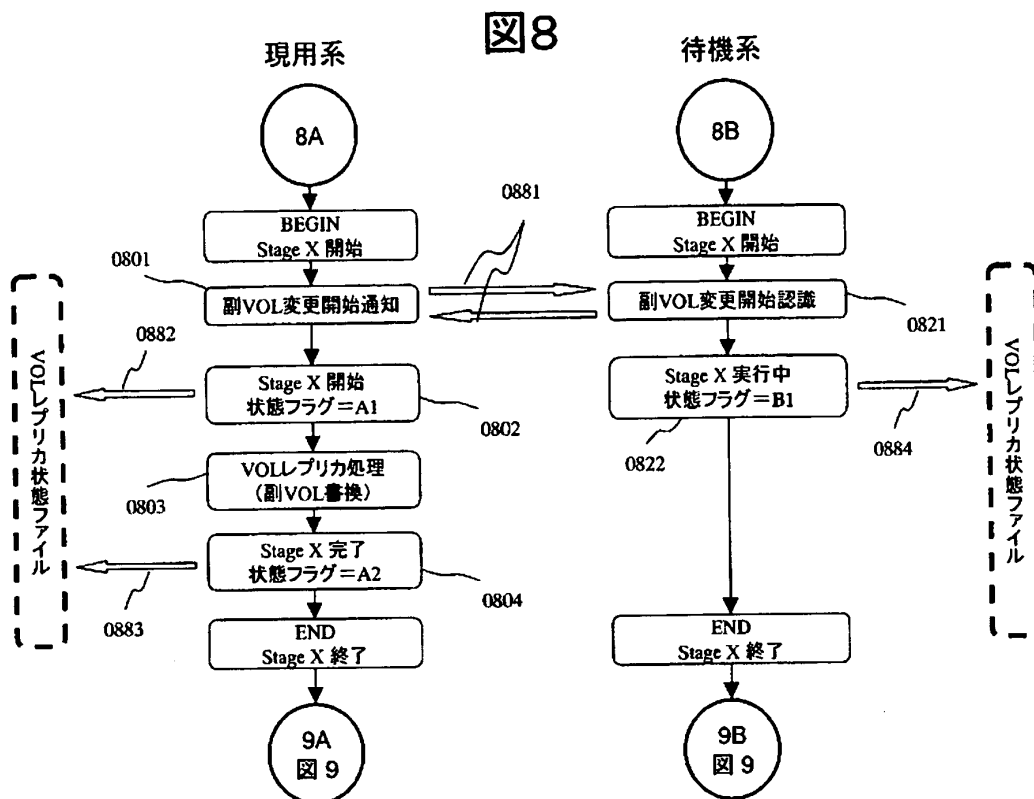 図8
現用系
待機系
8A
8B
0881
BEGIN
Stage X 開始
BEGIN
Stage X 開始
0801
副VOL変更開始通知
副VOL変更開始認識
0821
0882
Stage X 開始
状態フラグ＝A1
0802
Stage X 実行中
状態フラグ＝B1
0822
0884
VOLレプリカ状態ファイル
VOLレプリカ状態ファイル
VOLレプリカ処理
（副VOL書換）
0803
Stage X 完了
状態フラグ＝A2
0804
0883
END
Stage X 終了
END
Stage X 終了
9A
図 9
9B
図 9